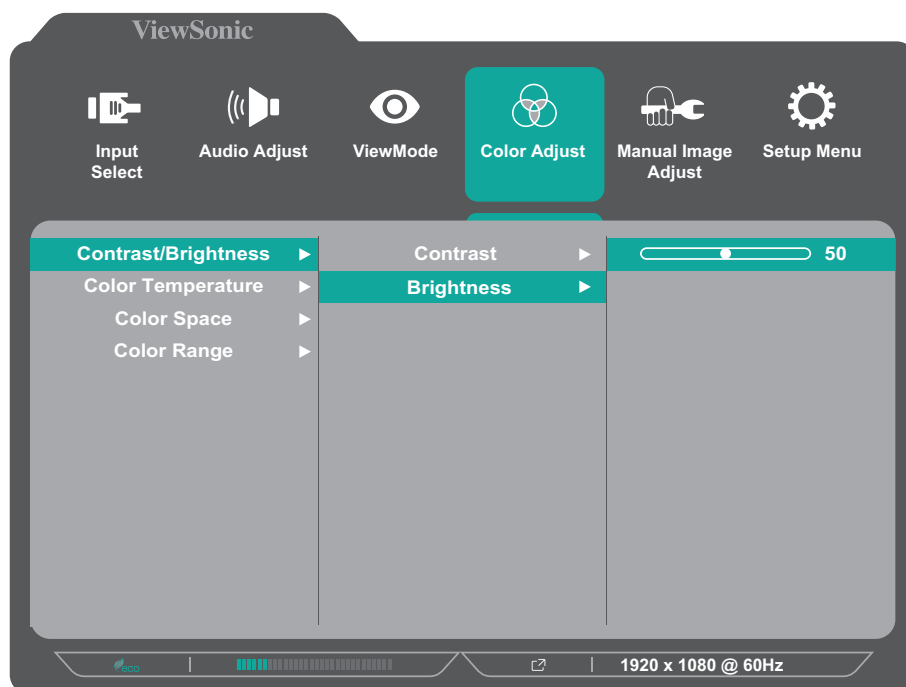 ViewSonic
Input Select
Audio Adjust
ViewMode
Color Adjust
Manual Image Adjust
Setup Menu
Contrast/Brightness
Contrast
50
Color Temperature
Brightness
Color Space
Color Range
eco
1920 x 1080 @ 60Hz